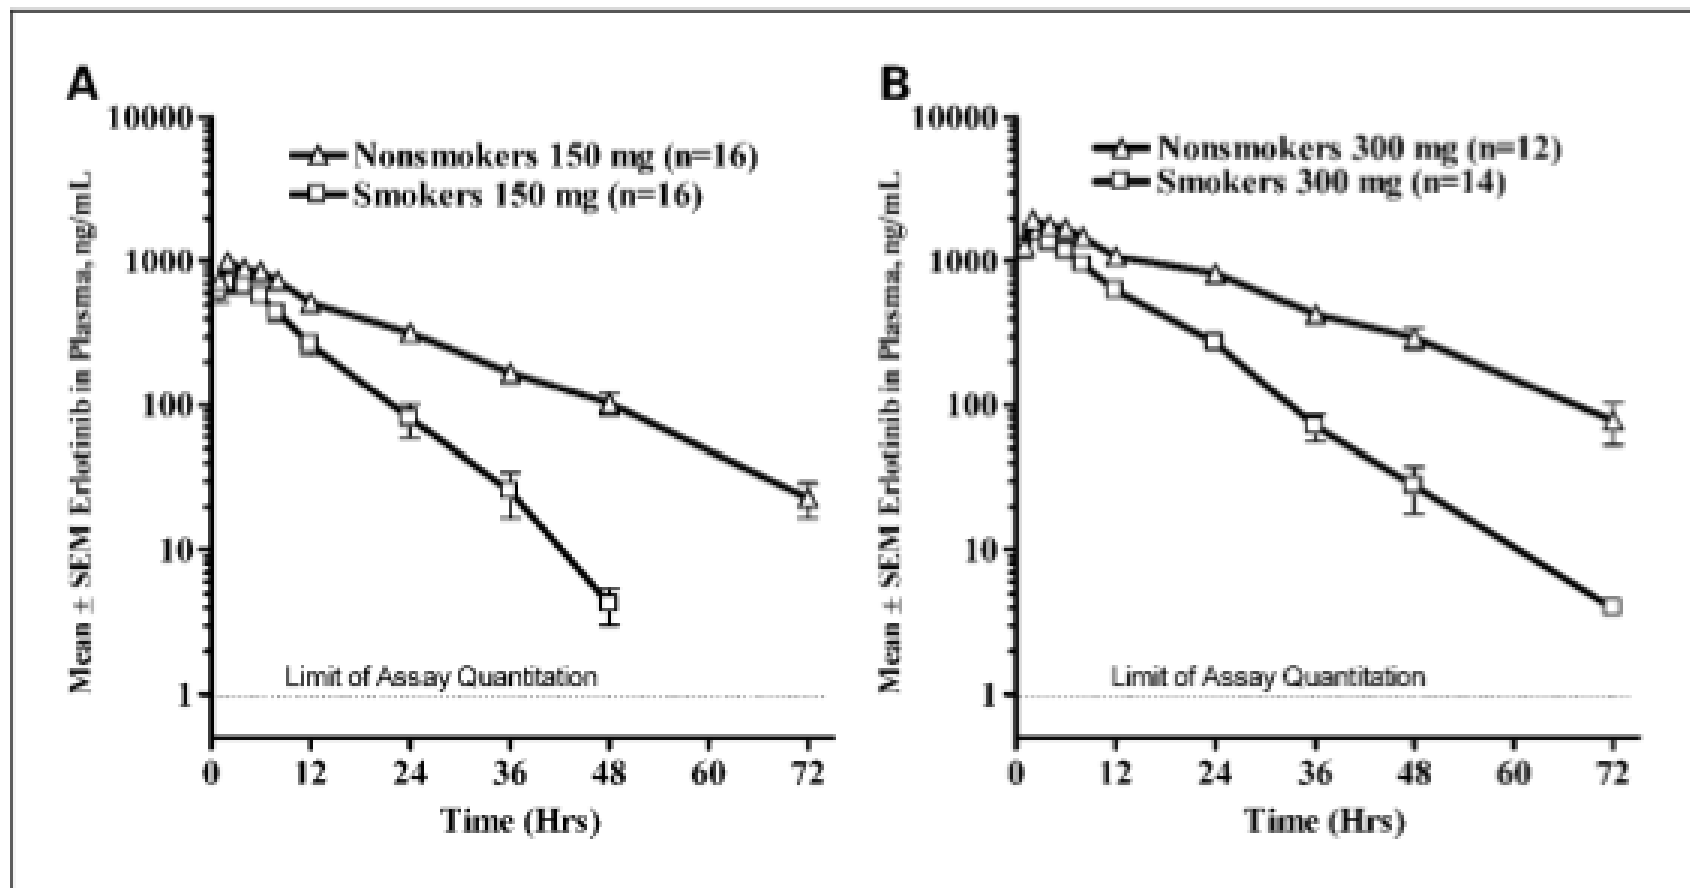 A
B
10000
1000
100
10
1
Mean ± SEM Erlotinib in Plasma, ng/mL
Nonsmokers 150 mg (n=16)
Smokers 150 mg (n=16)
Limit of Assay Quantitation
0 12 24 36 48 60 72
Time (Hrs)
10000
1000
100
10
1
Mean ± SEM Erlotinib in Plasma, ng/mL
Nonsmokers 300 mg (n=12)
Smokers 300 mg (n=14)
Limit of Assay Quantitation
0 12 24 36 48 60 72
Time (Hrs)